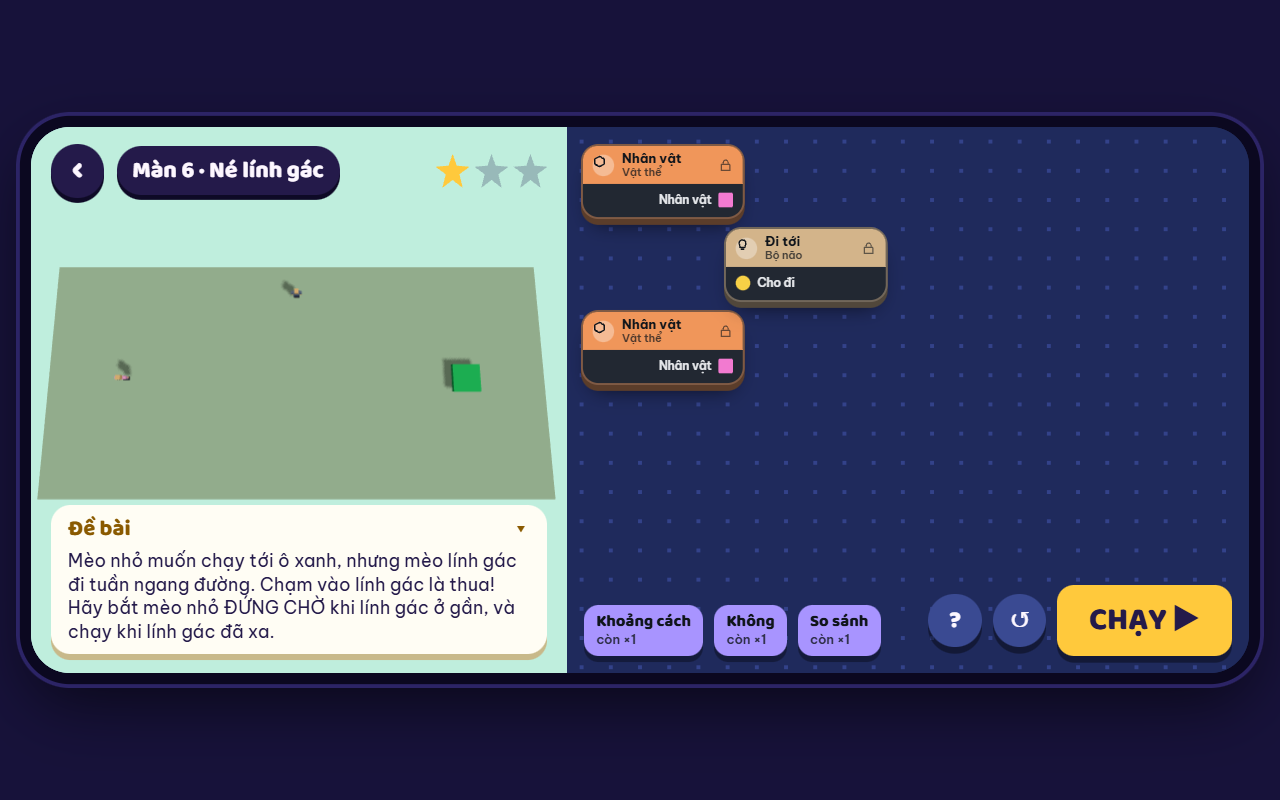 Màn 6 • Né lính gác
Đề bài
Mèo nhỏ muốn chạy tới ô xanh, nhưng mèo lính gác
đi tuần ngang đường. Chạm vào lính gác là thua!
Hãy bắt mèo nhỏ ĐỨNG CHỜ khi lính gác ở gần, và
chạy khi lính gác đã xa.
Nhân vật
Vật thể
Nhân vật
Đi tới
Bộ não
Cho đi
Nhân vật
Vật thể
Nhân vật
Khoảng cách
còn ×1
Không
còn ×1
So sánh
còn ×1
?
CHẠY